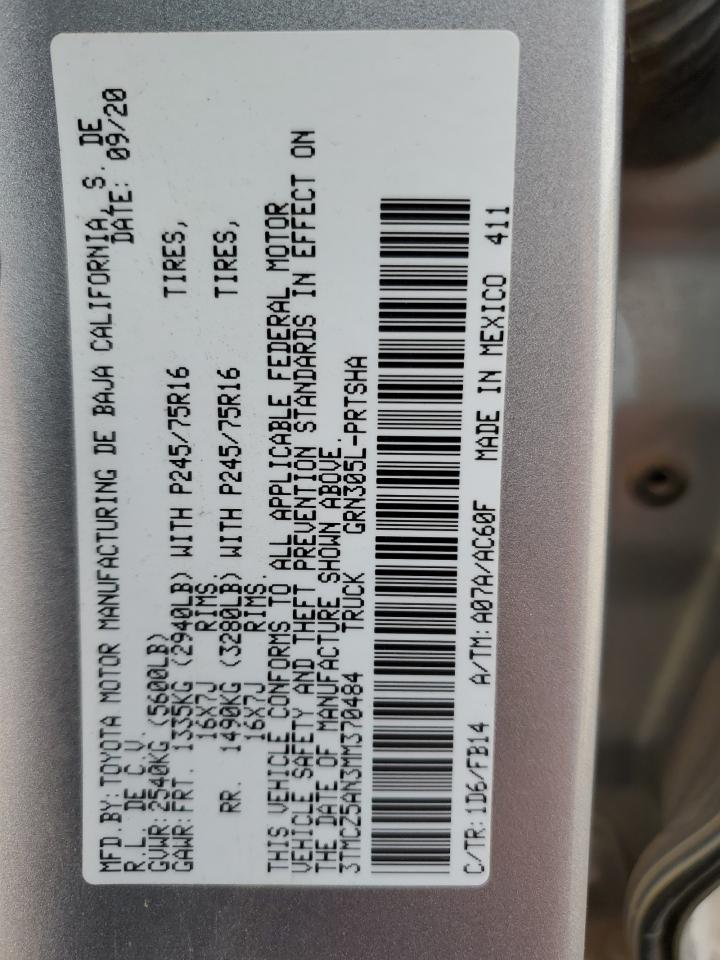 MFD.BY: TOYOTA MOTOR MANUFACTURING DE BAJA CALIFORNIA, S. DE
R.L. DE C.V. DATE: 09/20
GVWR: 2540KG (5600LB)
GAWR: FRT. 1335KG (2940LB) WITH P245/75R16 TIRES,
16X7J RIMS.
RR. 1490KG (3280LB) WITH P245/75R16 TIRES,
16X7J RIMS.
THIS VEHICLE CONFORMS TO ALL APPLICABLE FEDERAL MOTOR
VEHICLE SAFETY AND THEFT PREVENTION STANDARDS IN EFFECT ON
THE DATE OF MANUFACTURE SHOWN ABOVE.
3TMCZ5AN3MM370484 TRUCK GRN305L-PRTSHA
C/TR: 1D6/FB14 A/TM: A07A/AC60F MADE IN MEXICO 411